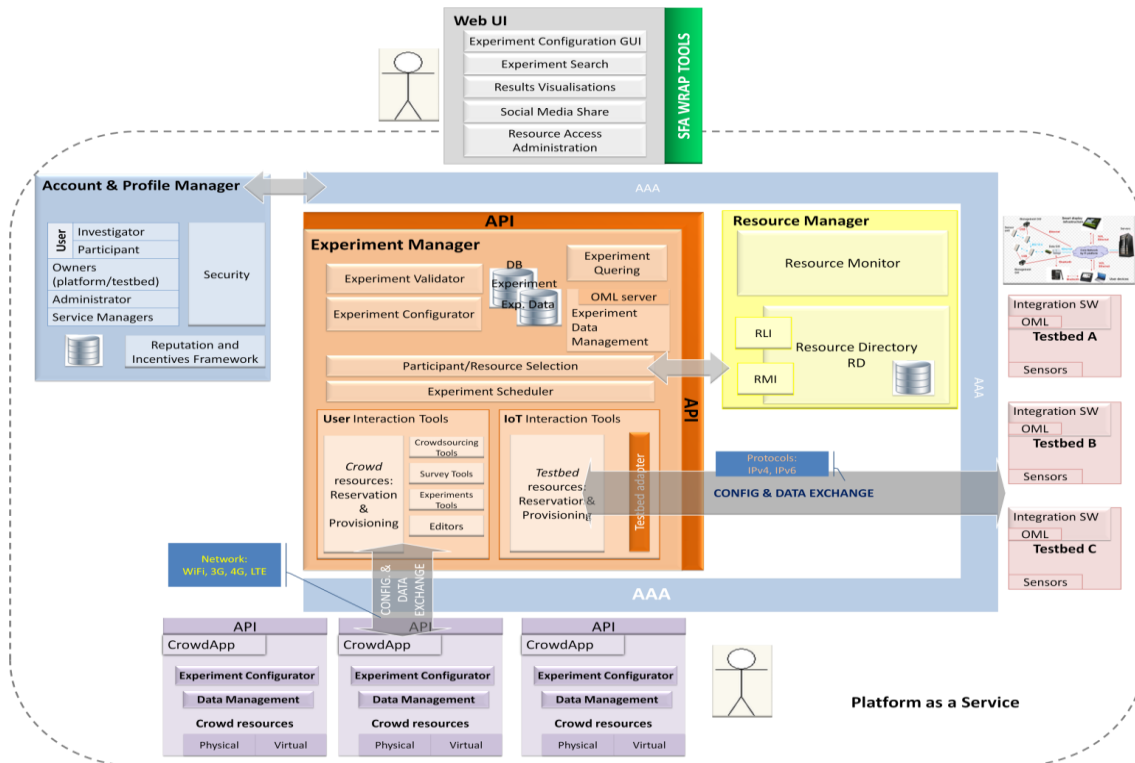 Web UI
Experiment Configuration GUI
Experiment Search
Results Visualisations
Social Media Share
Resource Access
Administration
SFA WRAP TOOLS
Account & Profile Manager
User
Investigator
Participant
Owners
(platform/testbed)
Administrator
Service Managers
Security
Reputation and
Incentives Framework
AAA
API
Experiment Manager
Experiment Validator
Experiment Configurator
DB
Experiment
Exp. Data
Experiment
Quering
OML server
Experiment
Data
Management
Participant/Resource Selection
Experiment Scheduler
API
User Interaction Tools
Crowd
resources:
Reservation
&
Provisioning
Crowdsourcing
Tools
Survey Tools
Experiments
Tools
Editors
IoT Interaction Tools
Testbed
resources:
Reservation &
Provisioning
Testbed adapter
Resource Manager
Resource Monitor
RLI
RMI
Resource Directory
RD
AAA
Protocols:
IPv4, IPv6
CONFIG & DATA EXCHANGE
Integration SW
OML
Testbed A
Sensors
Integration SW
OML
Testbed B
Sensors
Integration SW
OML
Testbed C
Sensors
Network:
WiFi, 3G, 4G, LTE
CONFIG. &
DATA
EXCHANGE
AAA
API
CrowdApp
Experiment Configurator
Data Management
Crowd resources
Physical
Virtual
API
CrowdApp
Experiment Configurator
Data Management
Crowd resources
Physical
Virtual
API
CrowdApp
Experiment Configurator
Data Management
Crowd resources
Physical
Virtual
Platform as a Service